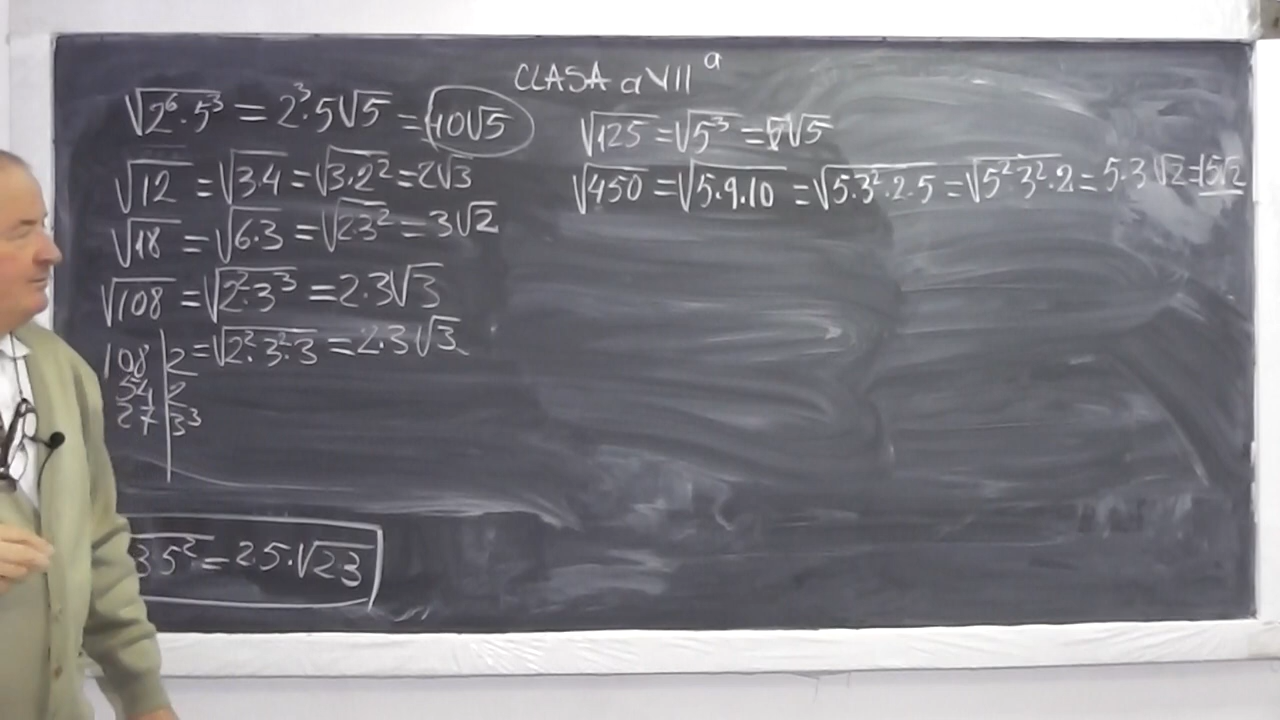 CLASA a VII ª
√2⁶·5³ = 2³·5√5 = 40√5
√12 = √3·4 = √3·2² = 2√3
√18 = √6·3 = √2·3² = 3√2
√108 = √2²·3³ = 2·3√3
= √2²·3²·3 = 2·3√3
108 | 2
54 | 2
27 | 3³
3·5² = 2·5·√2·3
√125 = √5³ = 5√5
√450 = √5·9·10 = √5·3²·2·5 = √5²·3²·2 = 5·3√2 = 15√2